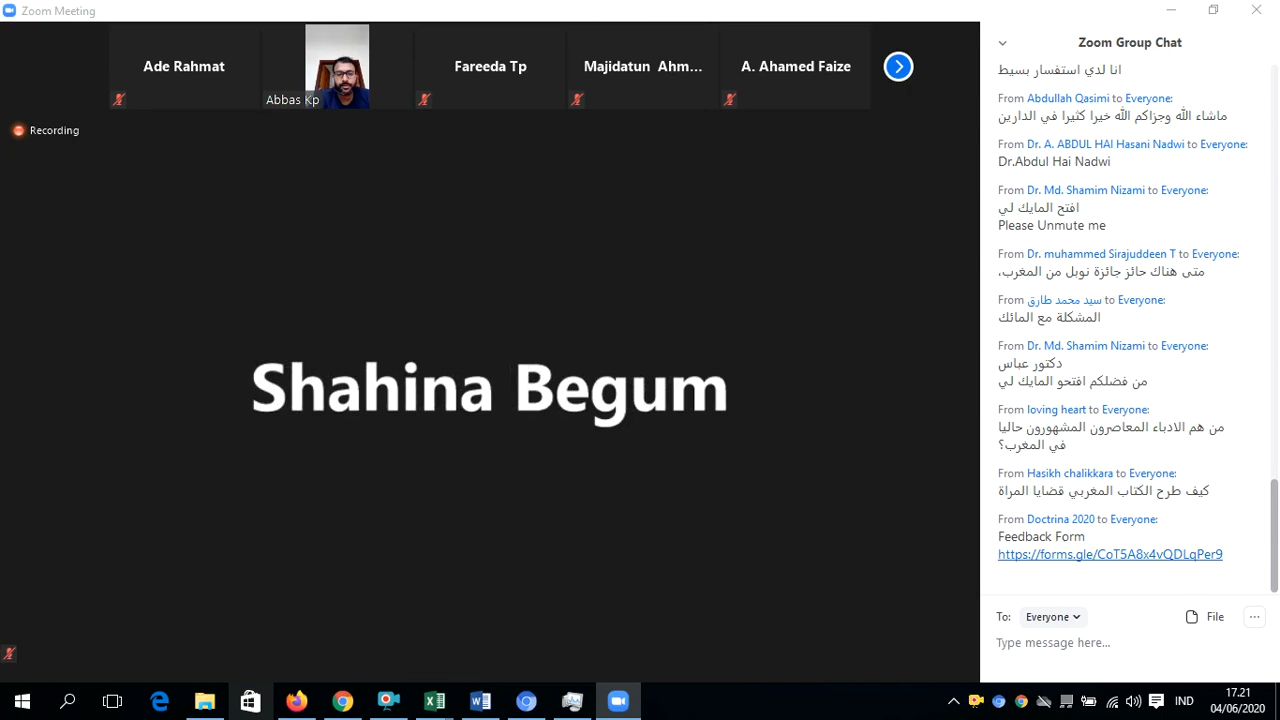 Zoom Meeting
Ade Rahmat
Abbas Kp
Fareeda Tp
Majidatun Ahm...
A. Ahamed Faize
Recording
Shahina Begum
Zoom Group Chat
انا لدي استفسار بسيط
From Abdullah Qasimi to Everyone:
ماشاء الله وجزاكم الله خيرا كثيرا في الدارين
From Dr. A. ABDUL HAI Hasani Nadwi to Everyone:
Dr.Abdul Hai Nadwi
From Dr. Md. Shamim Nizami to Everyone:
افتح المايك لي
Please Unmute me
From Dr. muhammed Sirajuddeen T to Everyone:
متى هناك حائز جائزة نوبل من المغرب،
From سيد محمد طارق to Everyone:
المشكلة مع المائك
From Dr. Md. Shamim Nizami to Everyone:
دكتور عباس
من فضلكم افتحو المايك لي
From loving heart to Everyone:
من هم الادباء المعاصرون المشهورون حاليا
في المغرب؟
From Hasikh chalikkara to Everyone:
كيف طرح الكتاب المغربي قضايا المراة
From Doctrina 2020 to Everyone:
Feedback Form
https://forms.gle/CoT5A8x4vQDLqPer9
To: Everyone File
Type message here...
IND
17.21
04/06/2020